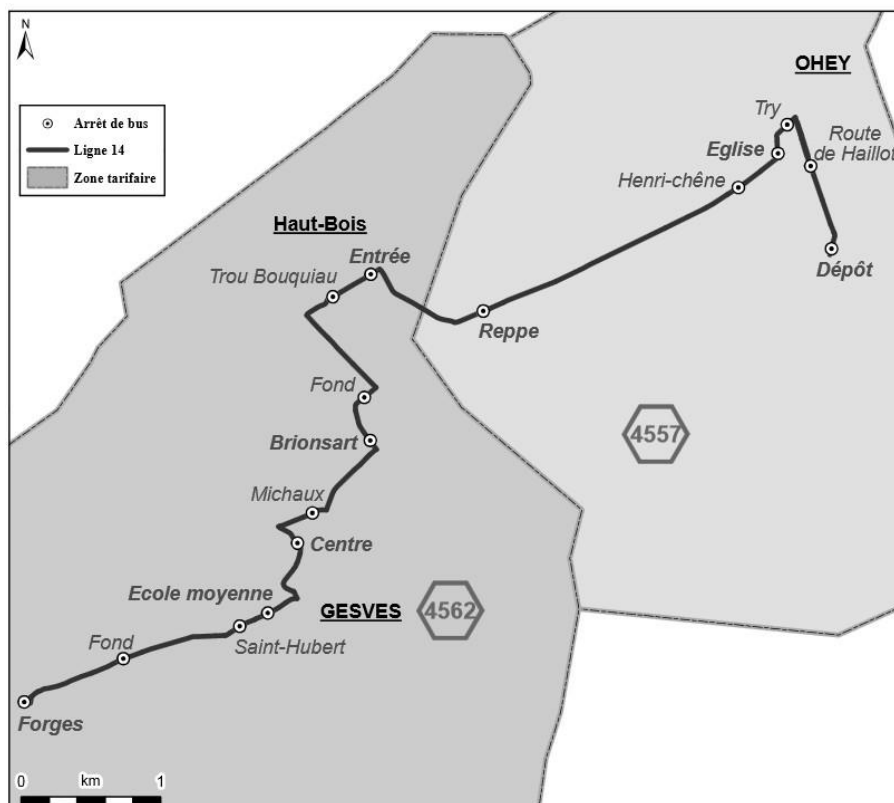 N
OHEY
Arrêt de bus
Ligne 14
Zone tarifaire
Try
Route
de Haillot
Eglise
Henri-chêne
Haut-Bois
Entrée
Trou Bouquiau
Dépôt
Reppe
Fond
Brionsart
4557
Michaux
Centre
Ecole moyenne
GESVES
4562
Fond
Saint-Hubert
Forges
0 km 1